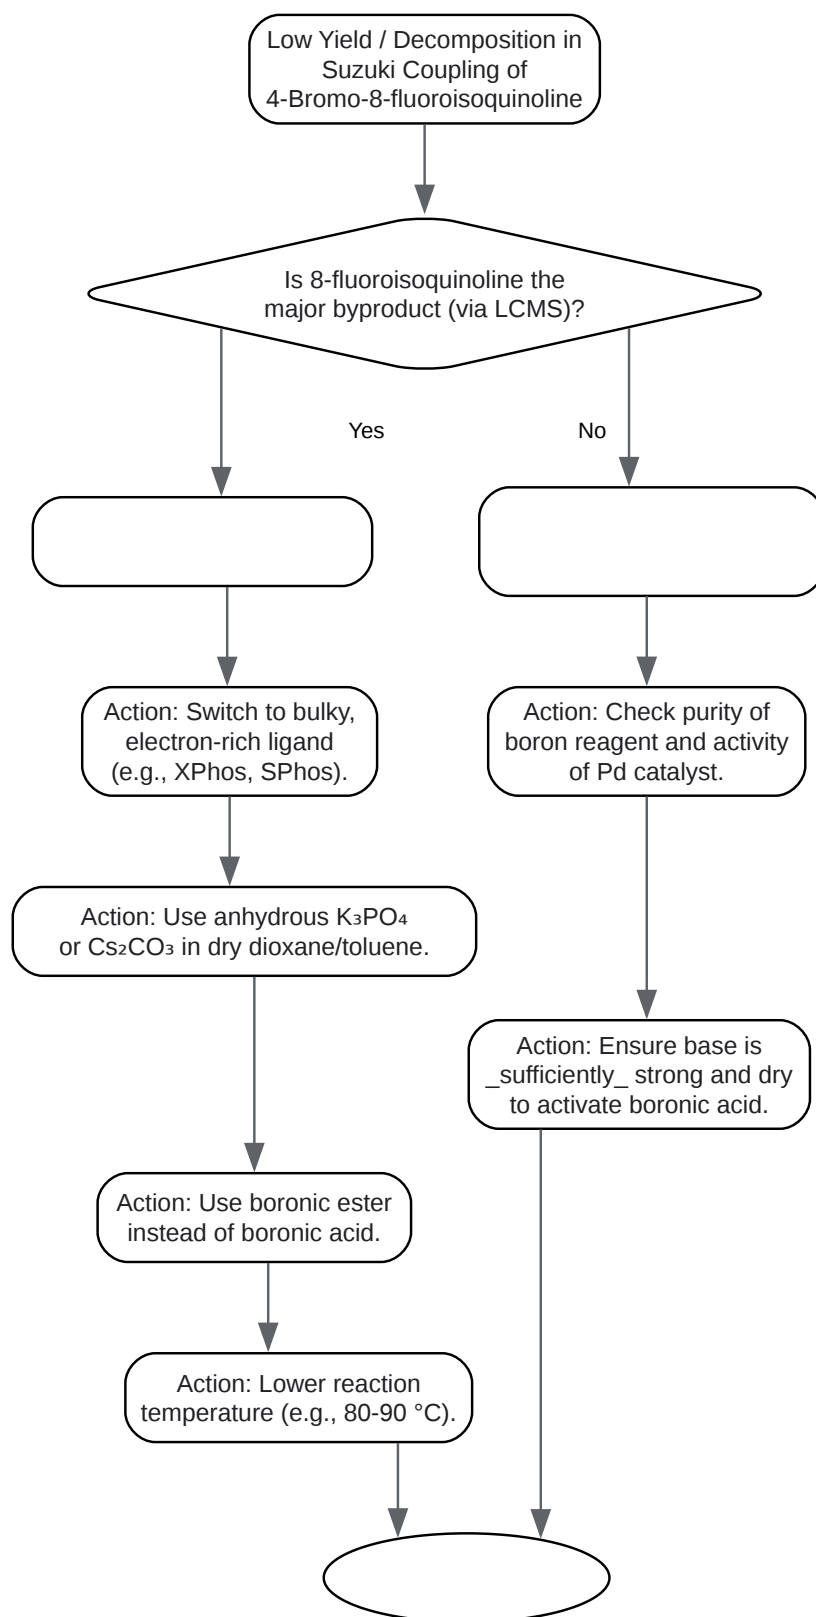 Low Yield / Decomposition in
Suzuki Coupling of
4-Bromo-8-fluoroisoquinoline
Is 8-fluoroisoquinoline the
major byproduct (via LCMS)?
Yes
No
Action: Switch to bulky,
electron-rich ligand
(e.g., XPhos, SPhos).
Action: Check purity of
boron reagent and activity
of Pd catalyst.
Action: Use anhydrous K₃PO₄
or Cs₂CO₃ in dry dioxane/toluene.
Action: Ensure base is
_sufficiently_ strong and dry
to activate boronic acid.
Action: Use boronic ester
instead of boronic acid.
Action: Lower reaction
temperature (e.g., 80-90 °C).